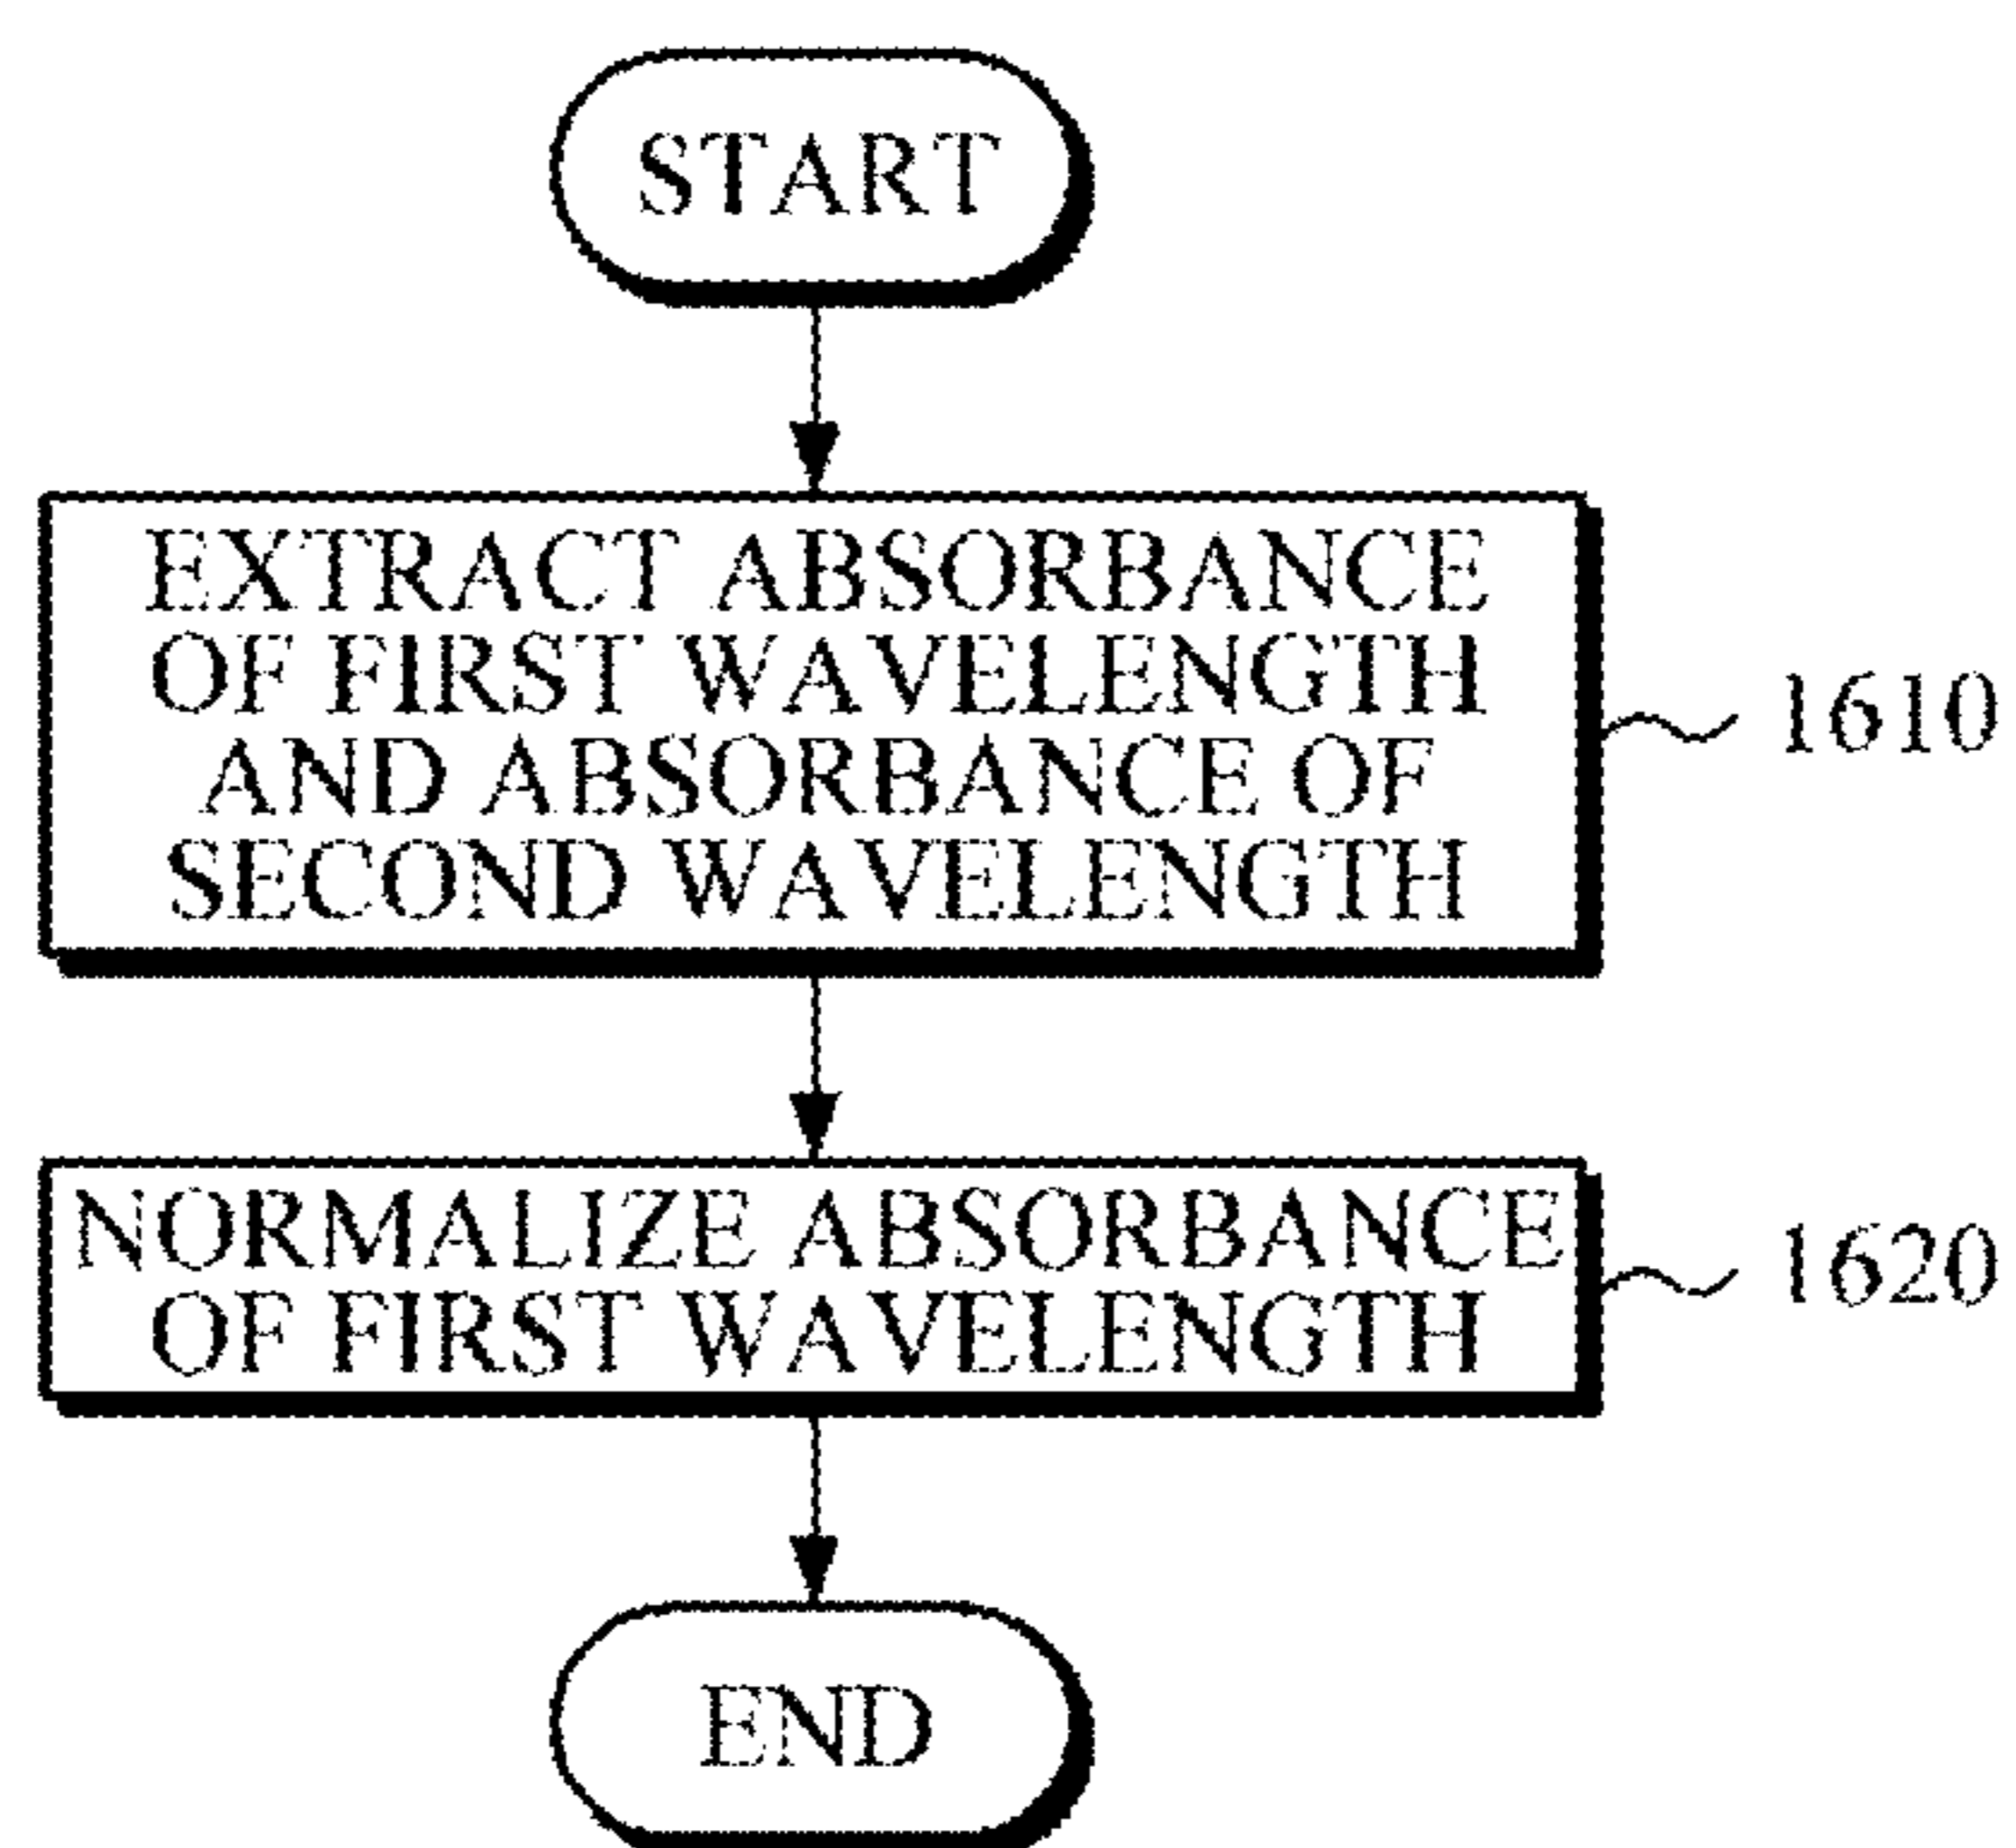 START
EXTRACT ABSORBANCE
OF FIRST WAVELENGTH
AND ABSORBANCE OF
SECOND WAVELENGTH
1610
NORMALIZE ABSORBANCE
OF FIRST WAVELENGTH
1620
END